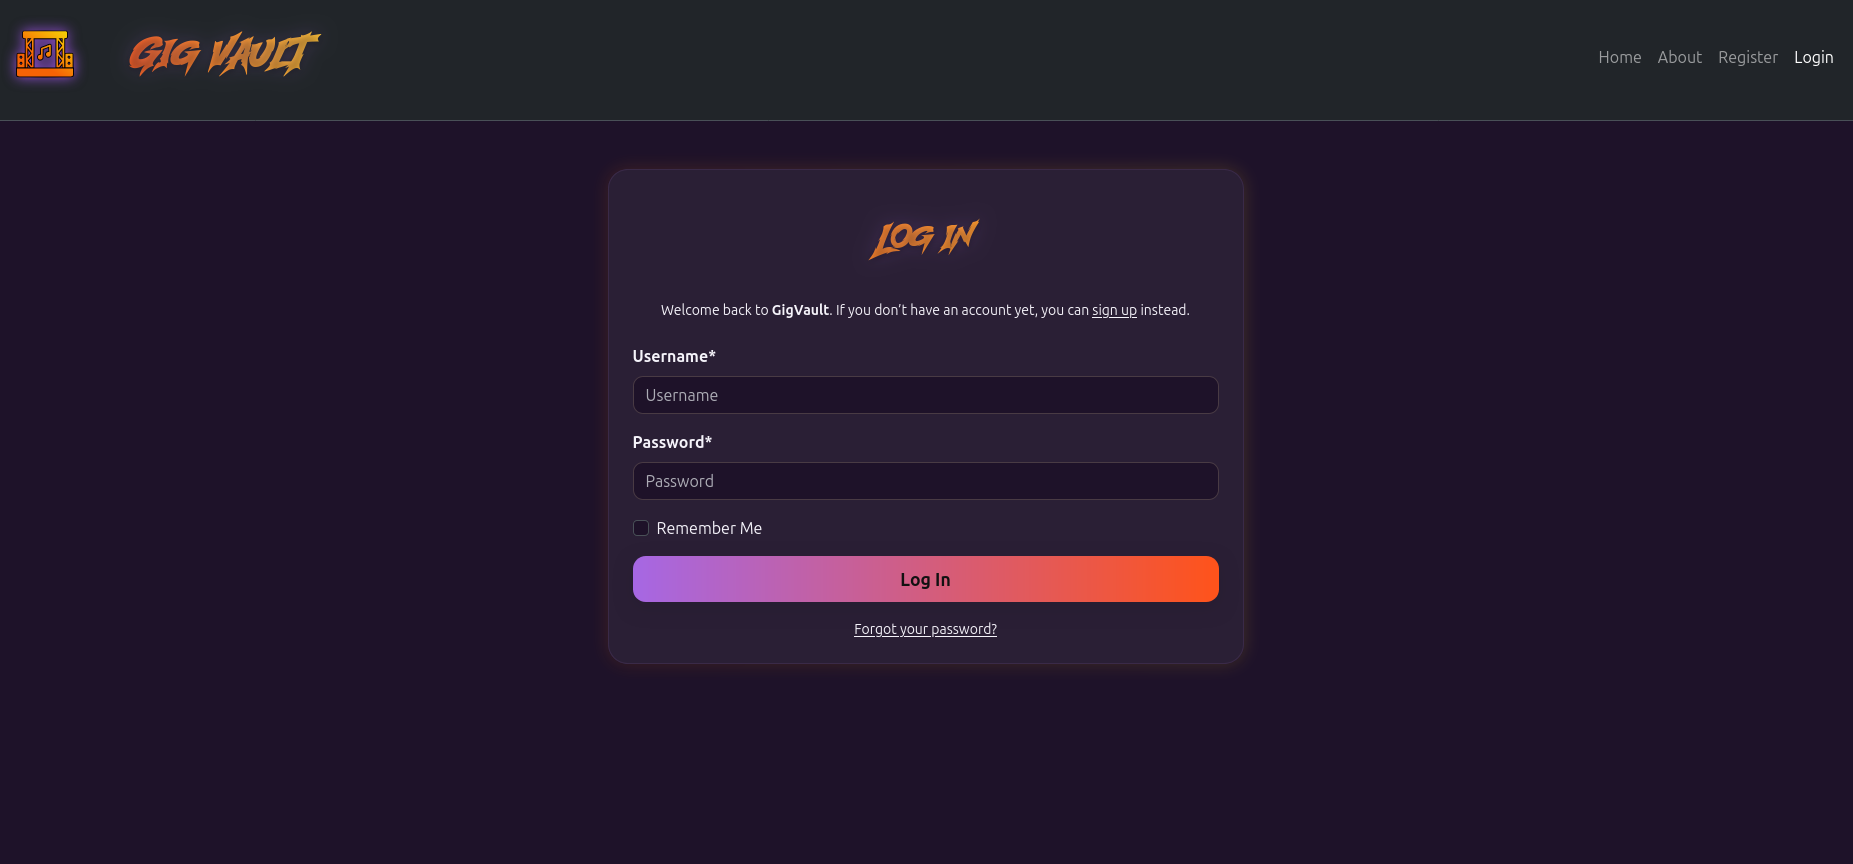 Gig Vault
Home About Register Login
Log In
Welcome back to GigVault. If you don't have an account yet, you can sign up instead.
Username*
Username
Password*
Password
Remember Me
Log In
Forgot your password?